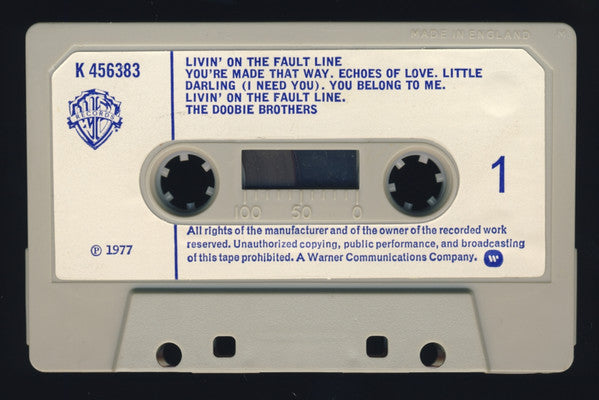 MADE IN ENGLAND M
K 456383
LIVIN' ON THE FAULT LINE
YOU'RE MADE THAT WAY. ECHOES OF LOVE. LITTLE
DARLING (I NEED YOU). YOU BELONG TO ME.
LIVIN' ON THE FAULT LINE.
THE DOOBIE BROTHERS
WB
RECORDS
1
100 50 0
All rights of the manufacturer and of the owner of the recorded work
reserved. Unauthorized copying, public performance, and broadcasting
of this tape prohibited. A Warner Communications Company. W
℗ 1977